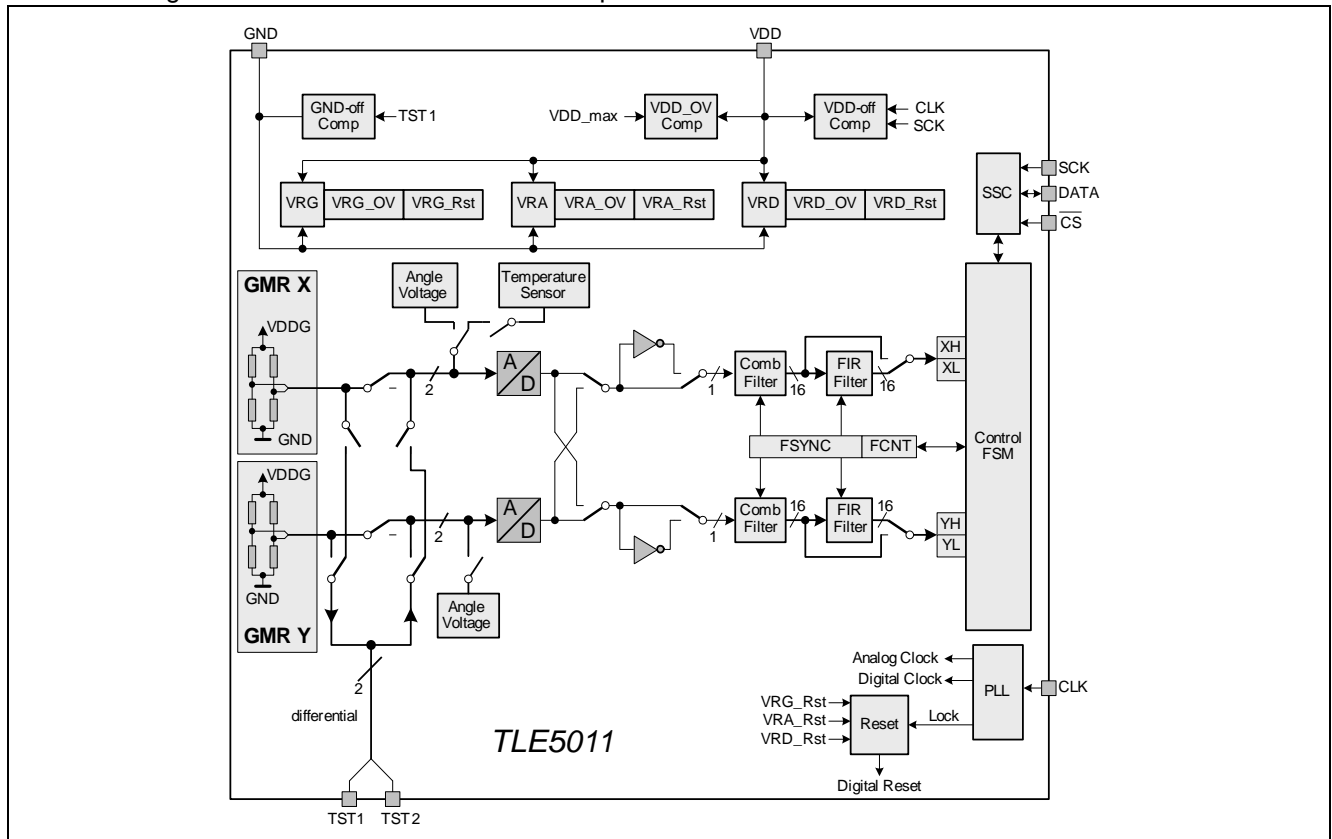 GND
VDD
GND-off
Comp
TST1
VDD_max
VDD_OV
Comp
VDD-off
Comp
CLK
SCK
VRG
VRG_OV
VRG_Rst
VRA
VRA_OV
VRA_Rst
VRD
VRD_OV
VRD_Rst
SSC
SCK
DATA
CS
GMR X
VDDG
GND
Angle
Voltage
Temperature
Sensor
2
A
D
1
Comb
Filter
16
FIR
Filter
16
XH
XL
FSYNC
FCNT
Control
FSM
VDDG
GND
GMR Y
2
Angle
Voltage
A
D
1
Comb
Filter
16
FIR
Filter
16
YH
YL
2
differential
TST1
TST2
TLE5011
Analog Clock
Digital Clock
PLL
CLK
VRG_Rst
VRA_Rst
VRD_Rst
Reset
Lock
Digital Reset